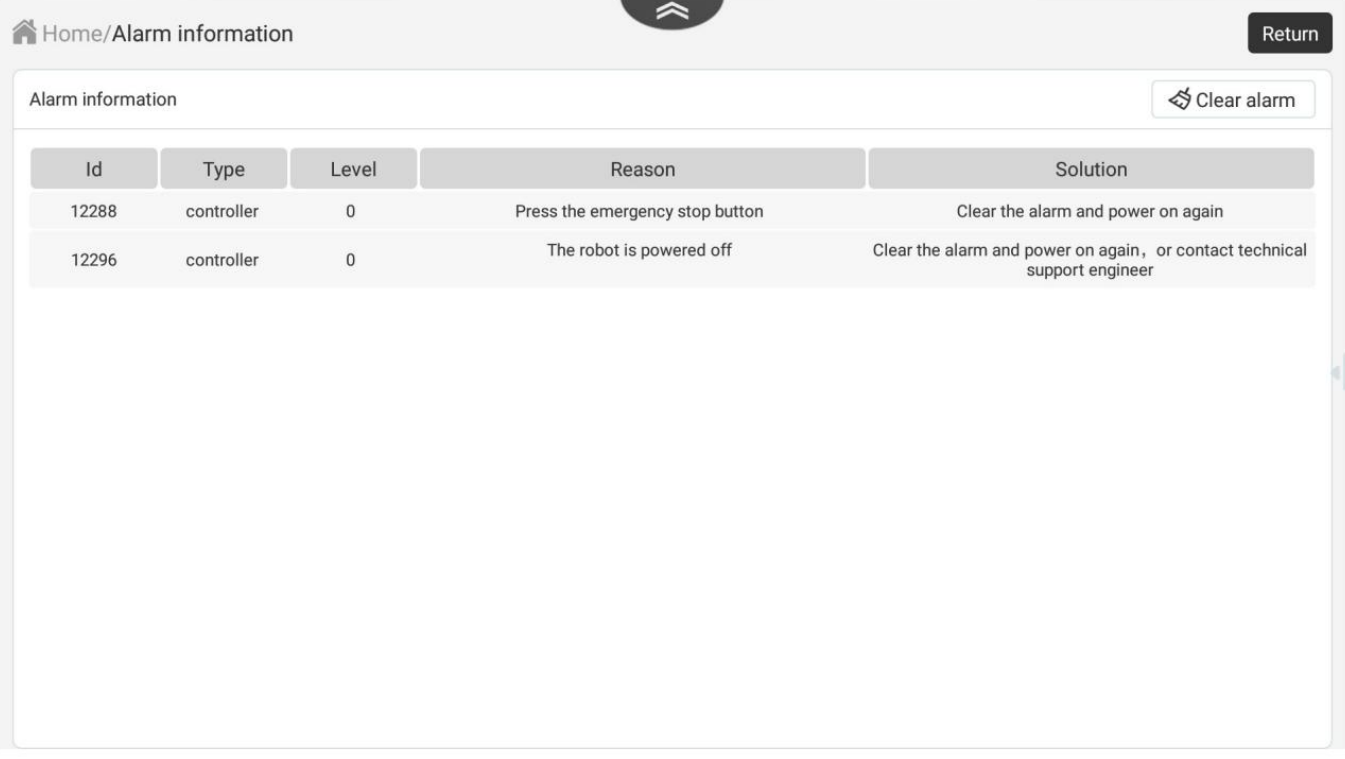 Home/Alarm information
Return
Alarm information
Clear alarm
Id Type Level Reason Solution
12288 controller 0 Press the emergency stop button Clear the alarm and power on again
12296 controller 0 The robot is powered off Clear the alarm and power on again，or contact technical
support engineer